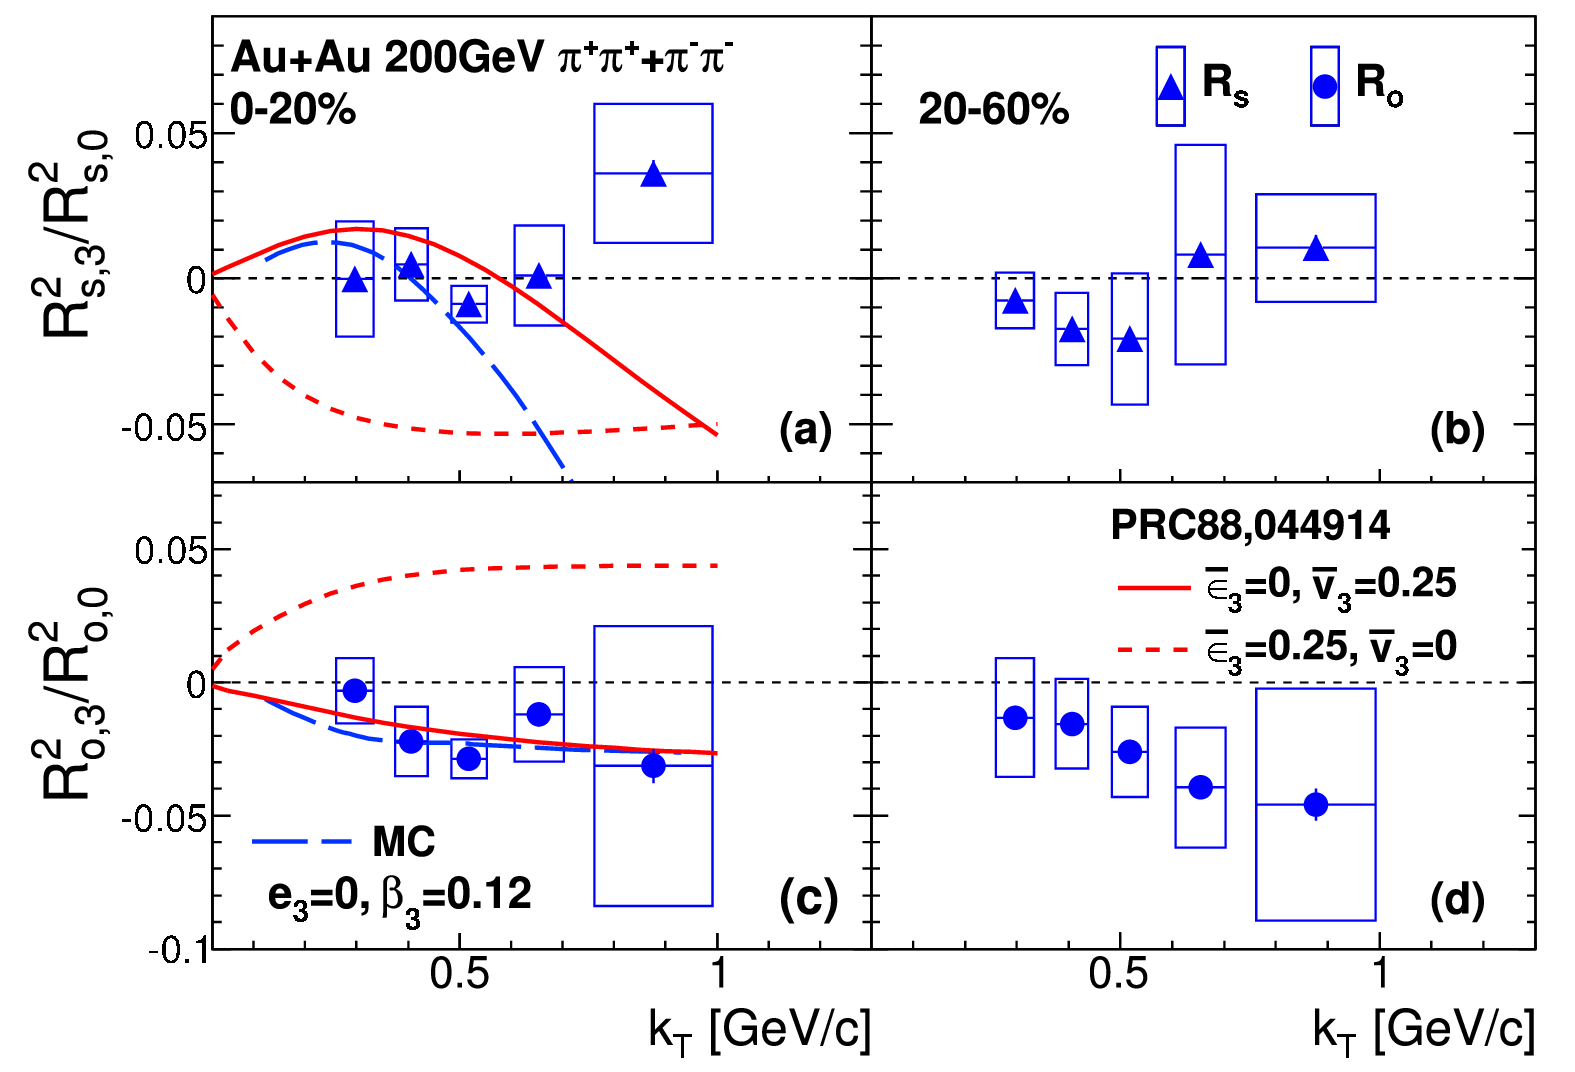 Au+Au 200GeV π⁺π⁺+π⁻π⁻
0-20%
R²s,3/R²s,0
0.05
0
-0.05
(a)
20-60%
Rs
Ro
(b)
R²o,3/R²o,0
0.05
0
-0.05
-0.1
MC
e₃=0, β₃=0.12
(c)
PRC88,044914
ε̅₃=0, v̅₃=0.25
ε̅₃=0.25, v̅₃=0
(d)
0.5
1
0.5
1
kT [GeV/c]
kT [GeV/c]